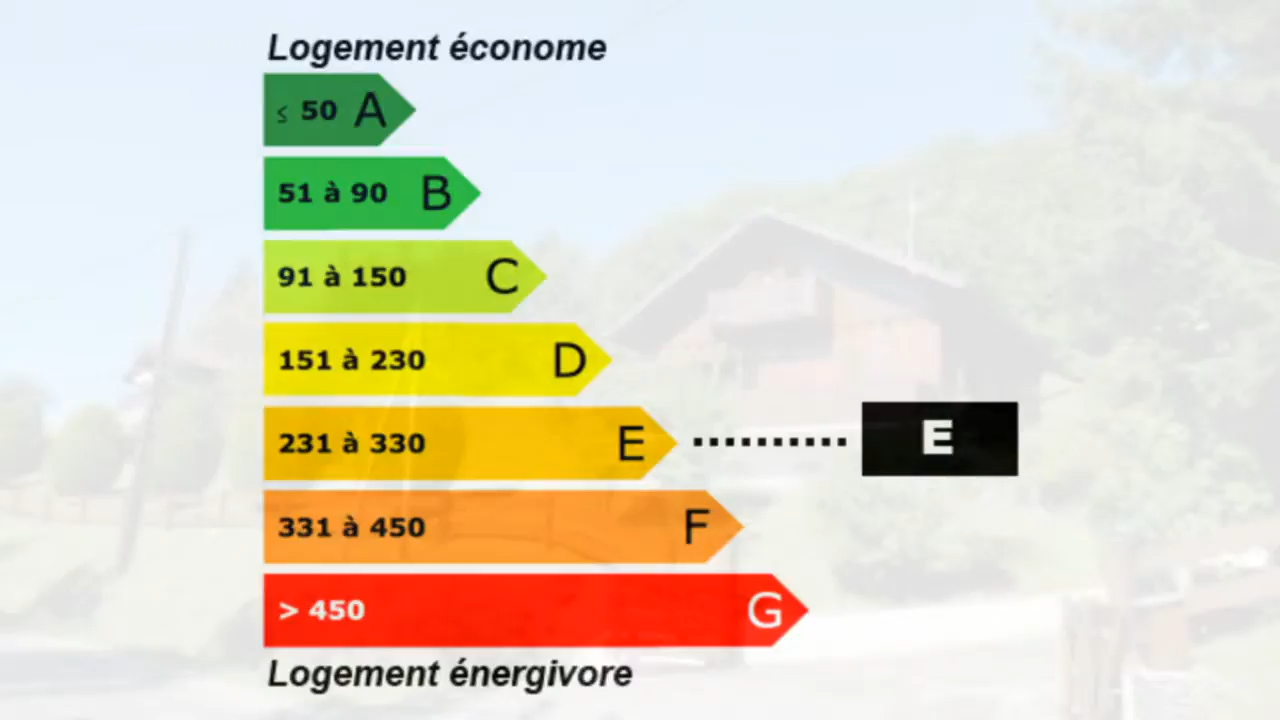 Logement économe
≤ 50 A
51 à 90 B
91 à 150 C
151 à 230 D
231 à 330 E
E
331 à 450 F
> 450 G
Logement énergivore